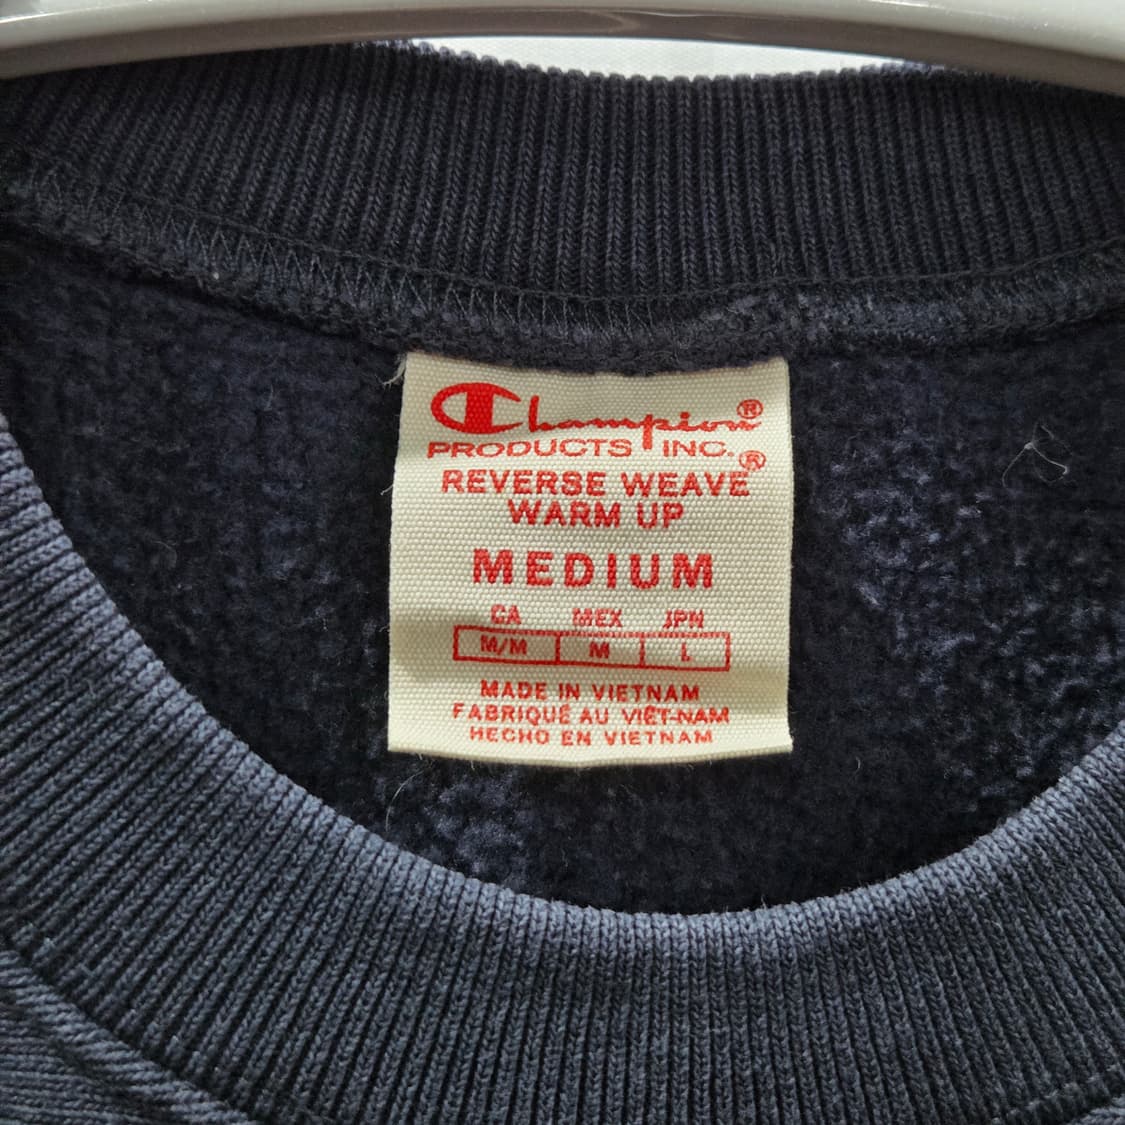 Champion®
PRODUCTS INC.
REVERSE WEAVE®
WARM UP
MEDIUM
CA MEX JPN
M/M M L
MADE IN VIETNAM
FABRIQUÉ AU VIÊT-NAM
HECHO EN VIETNAM